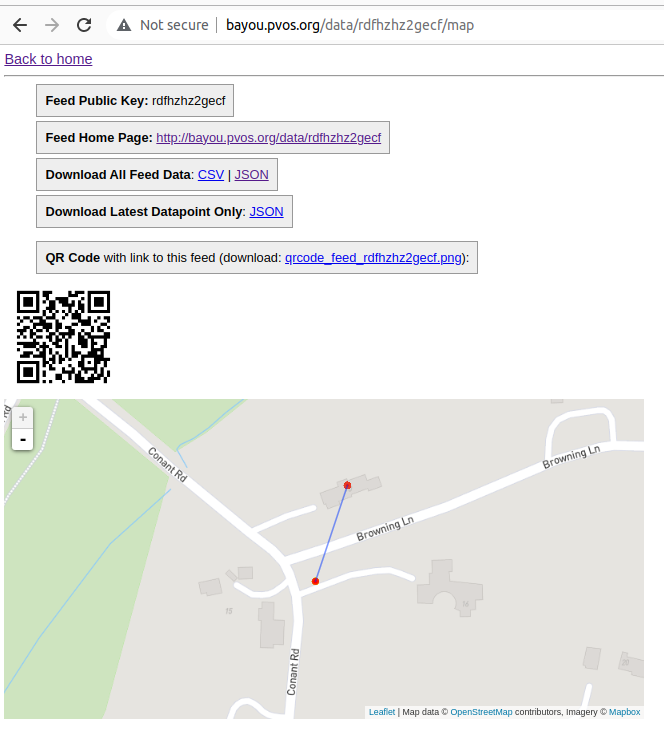 Not secure | bayou.pvos.org/data/rdfhzhz2gecf/map
Back to home
Feed Public Key: rdfhzhz2gecf
Feed Home Page: http://bayou.pvos.org/data/rdfhzhz2gecf
Download All Feed Data: CSV | JSON
Download Latest Datapoint Only: JSON
QR Code with link to this feed (download: qrcode_feed_rdfhzhz2gecf.png):
Rd
+
-
Conant Rd
Browning Ln
Browning Ln
Conant Rd
Leaflet | Map data © OpenStreetMap contributors, Imagery © Mapbox